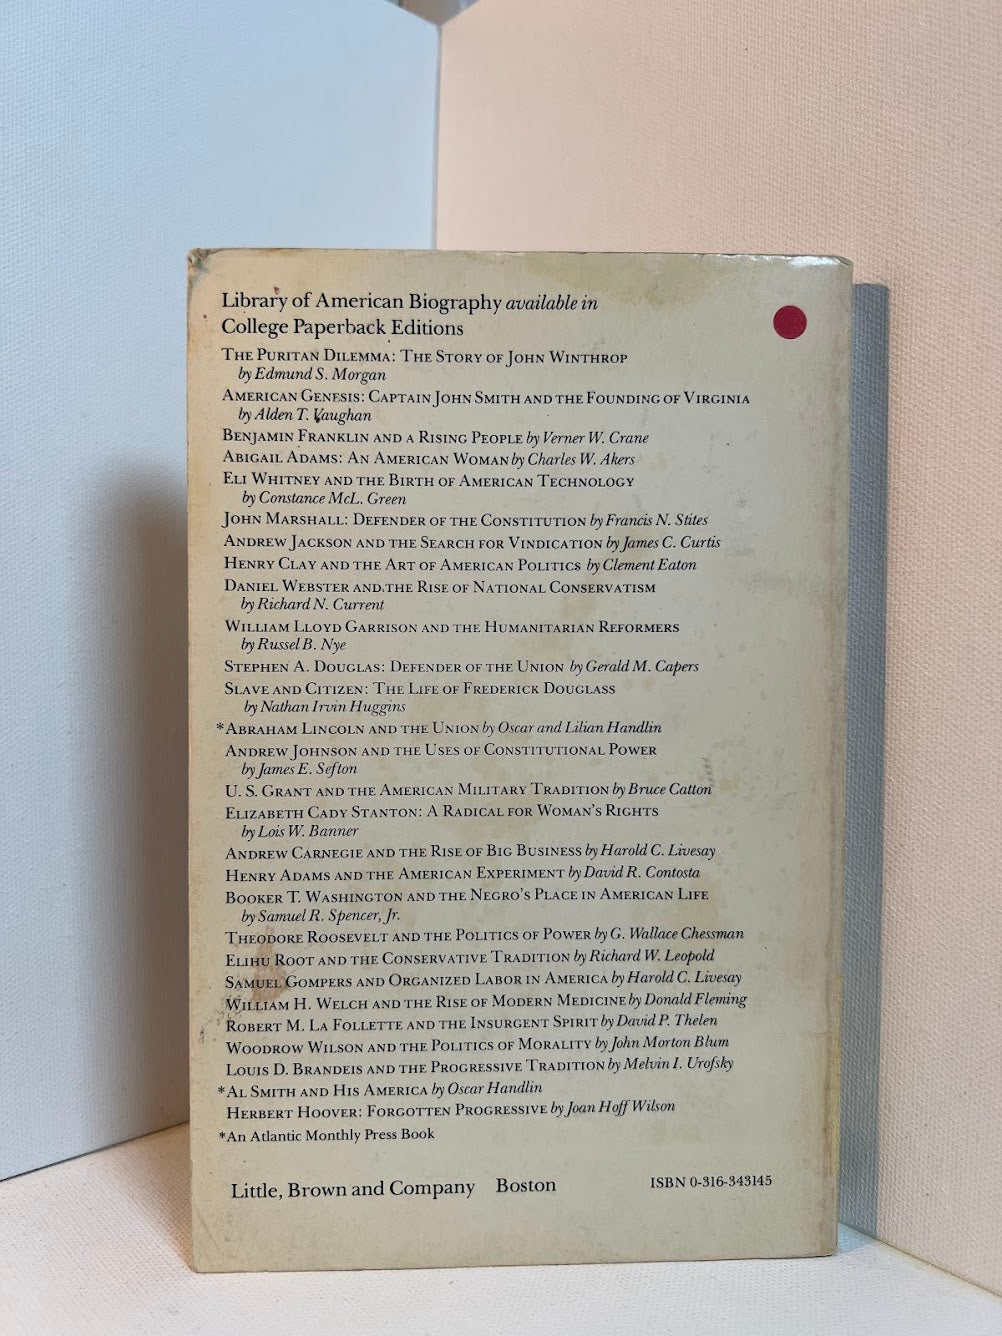 Library of American Biography available in
College Paperback Editions
THE PURITAN DILEMMA: THE STORY OF JOHN WINTHROP
by Edmund S. Morgan
AMERICAN GENESIS: CAPTAIN JOHN SMITH AND THE FOUNDING OF VIRGINIA
by Alden T. Vaughan
BENJAMIN FRANKLIN AND A RISING PEOPLE by Verner W. Crane
ABIGAIL ADAMS: AN AMERICAN WOMAN by Charles W. Akers
ELI WHITNEY AND THE BIRTH OF AMERICAN TECHNOLOGY
by Constance McL. Green
JOHN MARSHALL: DEFENDER OF THE CONSTITUTION by Francis N. Stites
ANDREW JACKSON AND THE SEARCH FOR VINDICATION by James C. Curtis
HENRY CLAY AND THE ART OF AMERICAN POLITICS by Clement Eaton
DANIEL WEBSTER AND THE RISE OF NATIONAL CONSERVATISM
by Richard N. Current
WILLIAM LLOYD GARRISON AND THE HUMANITARIAN REFORMERS
by Russel B. Nye
STEPHEN A. DOUGLAS: DEFENDER OF THE UNION by Gerald M. Capers
SLAVE AND CITIZEN: THE LIFE OF FREDERICK DOUGLASS
by Nathan Irvin Huggins
*ABRAHAM LINCOLN AND THE UNION by Oscar and Lilian Handlin
ANDREW JOHNSON AND THE USES OF CONSTITUTIONAL POWER
by James E. Sefton
U. S. GRANT AND THE AMERICAN MILITARY TRADITION by Bruce Catton
ELIZABETH CADY STANTON: A RADICAL FOR WOMAN'S RIGHTS
by Lois W. Banner
ANDREW CARNEGIE AND THE RISE OF BIG BUSINESS by Harold C. Livesay
HENRY ADAMS AND THE AMERICAN EXPERIMENT by David R. Contosta
BOOKER T. WASHINGTON AND THE NEGRO'S PLACE IN AMERICAN LIFE
by Samuel R. Spencer, Jr.
THEODORE ROOSEVELT AND THE POLITICS OF POWER by G. Wallace Chessman
ELIHU ROOT AND THE CONSERVATIVE TRADITION by Richard W. Leopold
SAMUEL GOMPERS AND ORGANIZED LABOR IN AMERICA by Harold C. Livesay
WILLIAM H. WELCH AND THE RISE OF MODERN MEDICINE by Donald Fleming
ROBERT M. LA FOLLETTE AND THE INSURGENT SPIRIT by David P. Thelen
WOODROW WILSON AND THE POLITICS OF MORALITY by John Morton Blum
LOUIS D. BRANDEIS AND THE PROGRESSIVE TRADITION by Melvin I. Urofsky
*AL SMITH AND HIS AMERICA by Oscar Handlin
HERBERT HOOVER: FORGOTTEN PROGRESSIVE by Joan Hoff Wilson
*An Atlantic Monthly Press Book
Little, Brown and Company Boston ISBN 0-316-343145